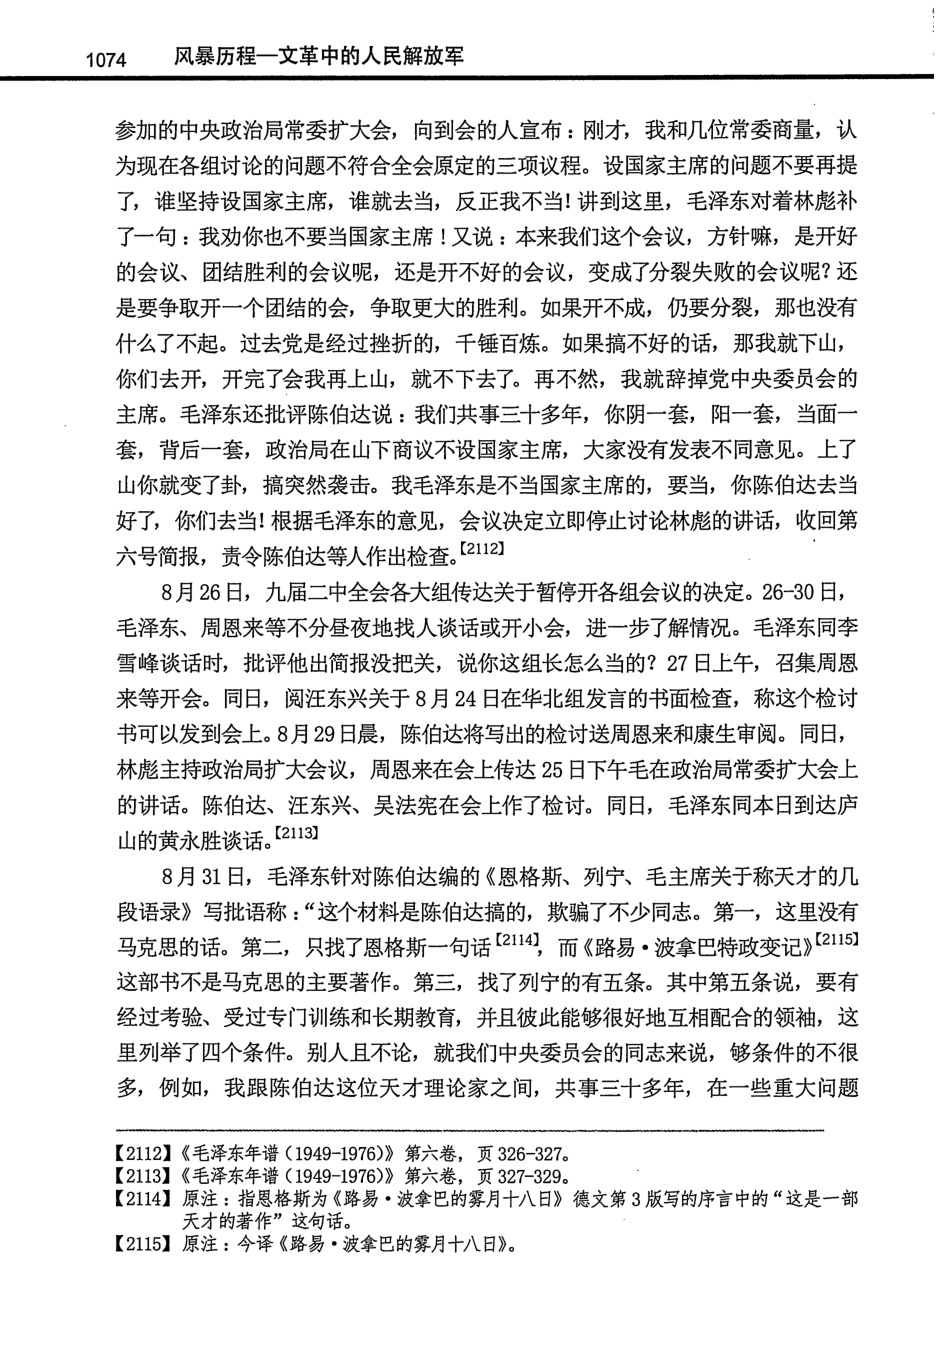 1074 风暴历程—文革中的人民解放军
参加的中央政治局常委扩大会，向到会的人宣布：刚才，我和几位常委商量，认
为现在各组讨论的问题不符合全会原定的三项议程。设国家主席的问题不要再提
了，谁坚持设国家主席，谁就去当，反正我不当！讲到这里，毛泽东对着林彪补
了一句：我劝你也不要当国家主席！又说：本来我们这个会议，方针嘛，是开好
的会议、团结胜利的会议呢，还是开不好的会议，变成了分裂失败的会议呢？还
是要争取开一个团结的会，争取更大的胜利。如果开不成，仍要分裂，那也没有
什么了不起。过去党是经过挫折的，千锤百炼。如果搞不好的话，那我就下山，
你们去开，开完了会我再上山，就不下去了。再不然，我就辞掉党中央委员会的
主席。毛泽东还批评陈伯达说：我们共事三十多年，你阴一套，阳一套，当面一
套，背后一套，政治局在山下商议不设国家主席，大家没有发表不同意见。上了
山你就变了卦，搞突然袭击。我毛泽东是不当国家主席的，要当，你陈伯达去当
好了，你们去当！根据毛泽东的意见，会议决定立即停止讨论林彪的讲话，收回第
六号简报，责令陈伯达等人作出检查。【2112】
8月26日，九届二中全会各大组传达关于暂停开各组会议的决定。26-30日，
毛泽东、周恩来等不分昼夜地找人谈话或开小会，进一步了解情况。毛泽东同李
雪峰谈话时，批评他出简报没把关，说你这组长怎么当的？27日上午，召集周恩
来等开会。同日，阅汪东兴关于8月24日在华北组发言的书面检查，称这个检讨
书可以发到会上。8月29日晨，陈伯达将写出的检讨送周恩来和康生审阅。同日，
林彪主持政治局扩大会议，周恩来在会上传达25日下午毛在政治局常委扩大会上
的讲话。陈伯达、汪东兴、吴法宪在会上作了检讨。同日，毛泽东同本日到达庐
山的黄永胜谈话。【2113】
8月31日，毛泽东针对陈伯达编的《恩格斯、列宁、毛主席关于称天才的几
段语录》写批语称：“这个材料是陈伯达搞的，欺骗了不少同志。第一，这里没有
马克思的话。第二，只找了恩格斯一句话【2114】，而《路易·波拿巴特政变记》【2115】
这部书不是马克思的主要著作。第三，找了列宁的有五条。其中第五条说，要有
经过考验、受过专门训练和长期教育，并且彼此能够很好地互相配合的领袖，这
里列举了四个条件。别人且不论，就我们中央委员会的同志来说，够条件的不很
多，例如，我跟陈伯达这位天才理论家之间，共事三十多年，在一些重大问题
【2112】《毛泽东年谱（1949-1976）》第六卷，页326-327。
【2113】《毛泽东年谱（1949-1976）》第六卷，页327-329。
【2114】原注：指恩格斯为《路易·波拿巴的雾月十八日》德文第3版写的序言中的“这是一部
天才的著作”这句话。
【2115】原注：今译《路易·波拿巴的雾月十八日》。